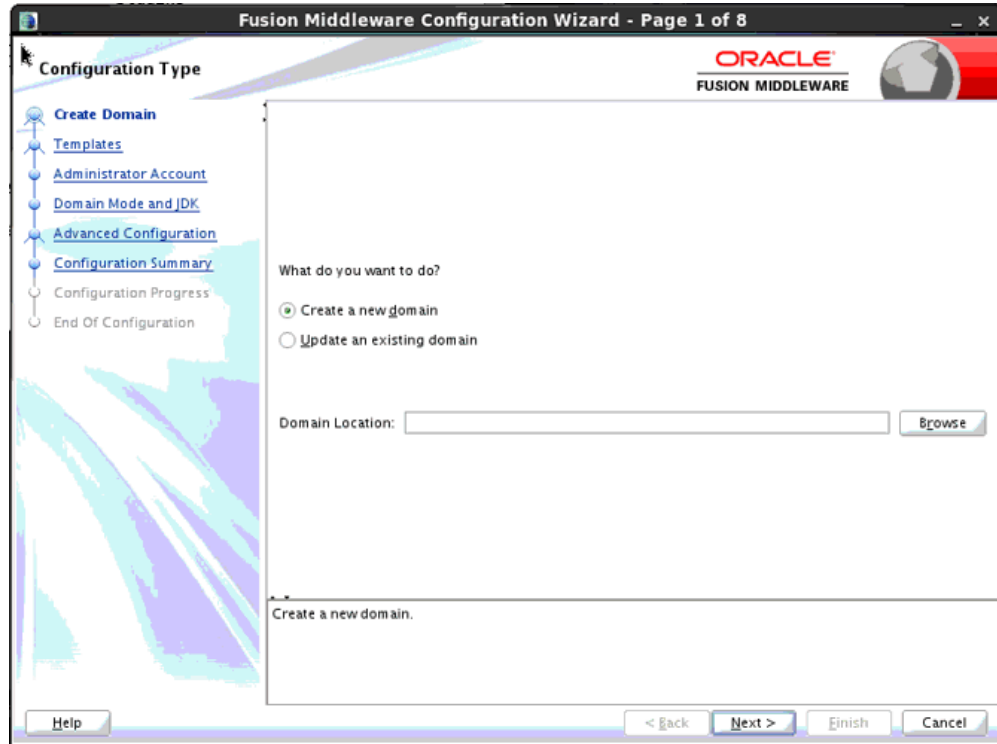 Fusion Middleware Configuration Wizard - Page 1 of 8
Configuration Type
ORACLE
FUSION MIDDLEWARE
Create Domain
Templates
Administrator Account
Domain Mode and JDK
Advanced Configuration
Configuration Summary
Configuration Progress
End Of Configuration
What do you want to do?
Create a new domain
Update an existing domain
Domain Location:
Browse
Create a new domain.
Help
< Back
Next >
Finish
Cancel